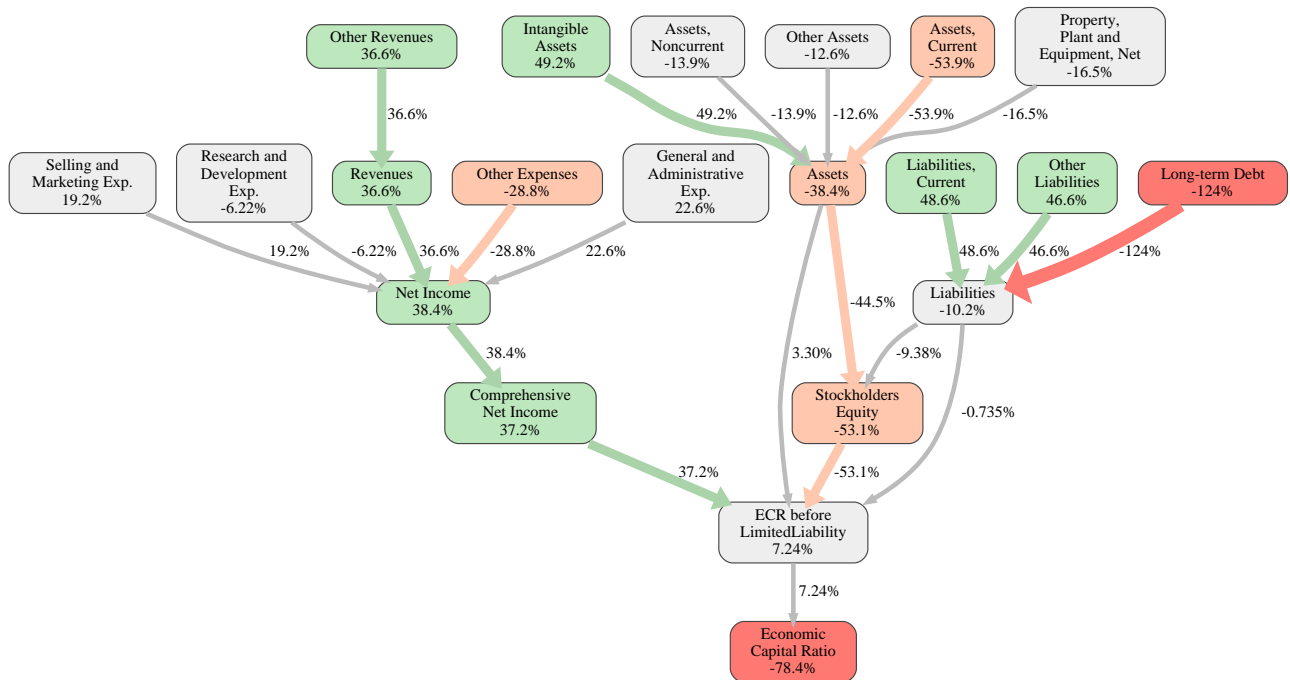 Other Revenues
36.6%
Intangible
Assets
49.2%
Assets,
Noncurrent
-13.9%
Other Assets
-12.6%
Assets,
Current
-53.9%
Property,
Plant and
Equipment, Net
-16.5%
36.6%
49.2%
-13.9%
-12.6%
-53.9%
-16.5%
Selling and
Marketing Exp.
19.2%
Research and
Development
Exp.
-6.22%
Revenues
36.6%
Other Expenses
-28.8%
General and
Administrative
Exp.
22.6%
Assets
-38.4%
Liabilities,
Current
48.6%
Other
Liabilities
46.6%
Long-term Debt
-124%
19.2%
-6.22%
36.6%
-28.8%
22.6%
48.6%
46.6%
-124%
Net Income
38.4%
-44.5%
Liabilities
-10.2%
38.4%
3.30%
-9.38%
Comprehensive
Net Income
37.2%
Stockholders
Equity
-53.1%
-0.735%
37.2%
-53.1%
ECR before
LimitedLiability
7.24%
7.24%
Economic
Capital Ratio
-78.4%